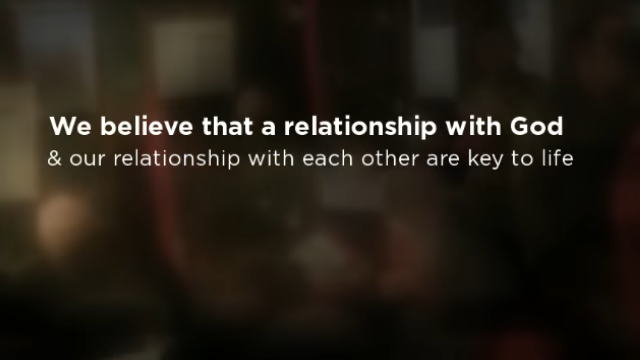 We believe that a relationship with God
& our relationship with each other are key to life